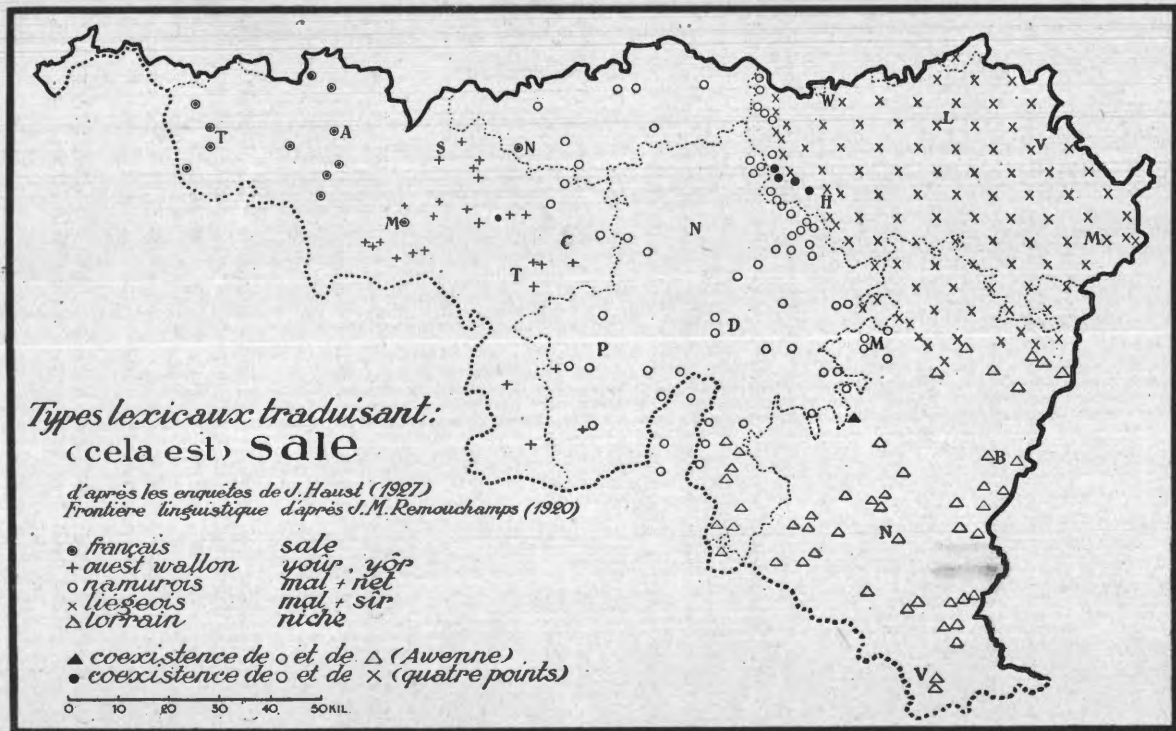 W
L
T
A
S
N
V
H
M
N
M
C
T
D
P
M
Types lexicaux traduisant:
(cela est) sale
d'après les enquêtes de J. Haust (1927)
Frontière linguistique d'après J.M. Remouchamps (1920)
français sale
+ ouest wallon yoûr, yôr
○ namurois mal + net
× liégeois mal + sîr
△ lorrain niche
▲ coexistence de ○ et de △ (Awenne)
● coexistence de ○ et de × (quatre points)
0 10 20 30 40 50 KIL.
B
N
V